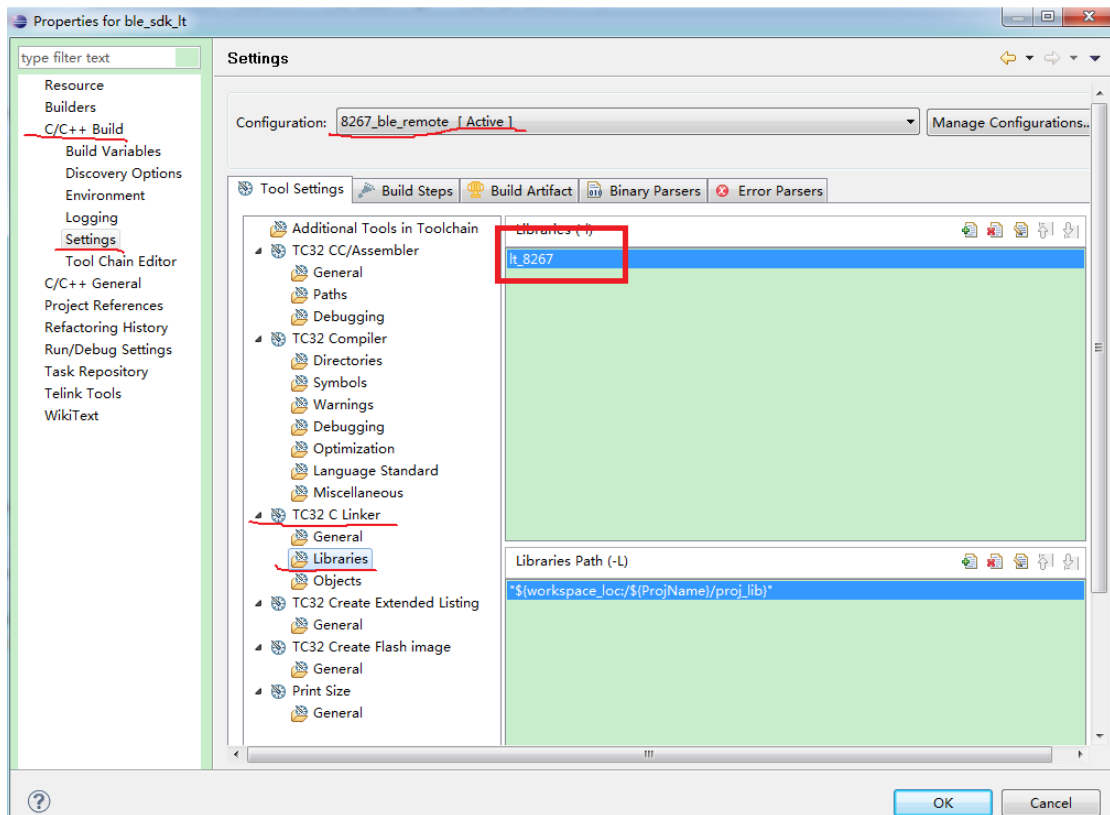 Properties for ble_sdk_lt
type filter text
Resource
Builders
C/C++ Build
Build Variables
Discovery Options
Environment
Logging
Settings
Tool Chain Editor
C/C++ General
Project References
Refactoring History
Run/Debug Settings
Task Repository
Telink Tools
WikiText
Settings
Configuration: 8267_ble_remote [ Active ] Manage Configurations..
Tool Settings Build Steps Build Artifact Binary Parsers Error Parsers
Additional Tools in Toolchain
TC32 CC/Assembler
General
Paths
Debugging
TC32 Compiler
Directories
Symbols
Warnings
Debugging
Optimization
Language Standard
Miscellaneous
TC32 C Linker
General
Libraries
Objects
TC32 Create Extended Listing
General
TC32 Create Flash image
General
Print Size
General
Libraries (-l)
lt_8267
Libraries Path (-L)
"${workspace_loc:/${ProjName}/proj_lib}"
OK Cancel